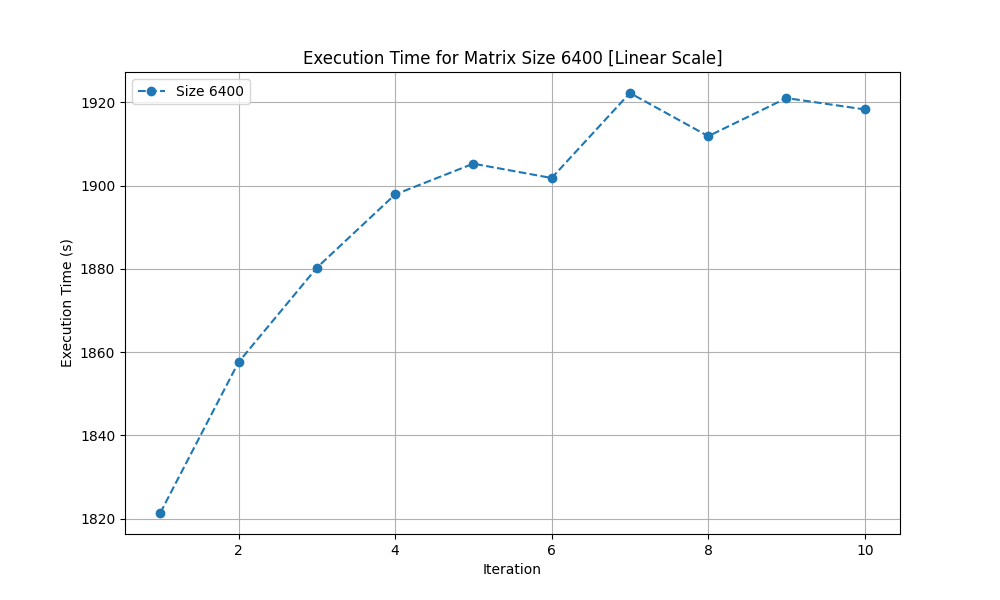 Execution Time for Matrix Size 6400 [Linear Scale]
Size 6400
1920
1900
1880
1860
1840
1820
Execution Time (s)
2 4 6 8 10
Iteration